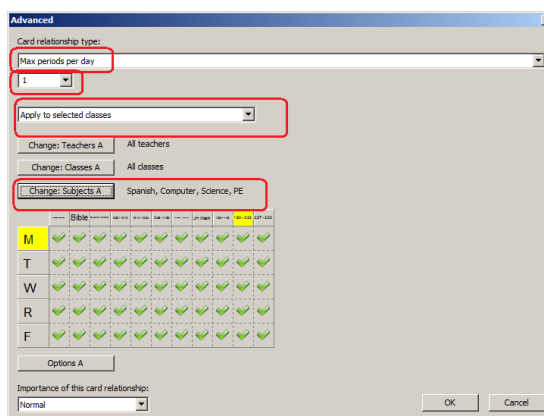 Advanced
Card relationship type:
Max periods per day
1
Apply to selected classes
Change: Teachers A All teachers
Change: Classes A All classes
Change: Subjects A Spanish, Computer, Science, PE
Bible
M
T
W
R
F
Options A
Importance of this card relationship:
Normal
OK Cancel